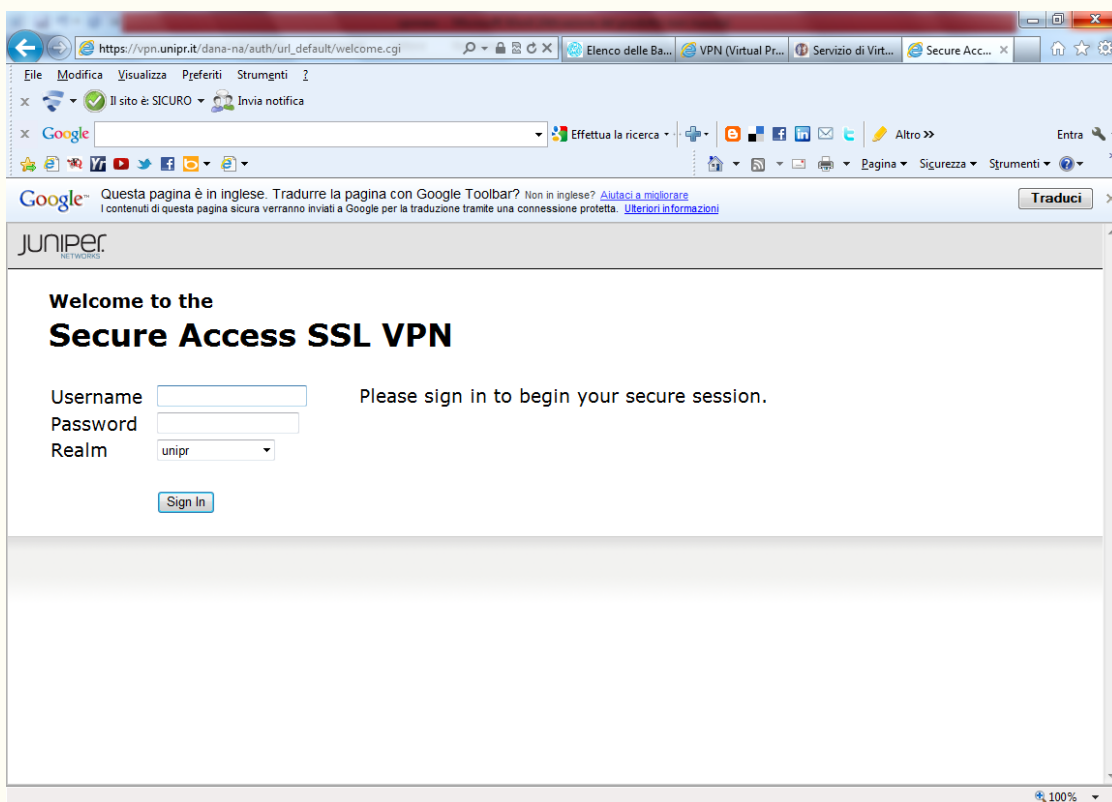 https://vpn.unipr.it/dana-na/auth/url_default/welcome.cgi
Elenco delle Ba...
VPN (Virtual Pr...
Servizio di Virt...
Secure Acc...
File Modifica Visualizza Preferiti Strumenti ?
Il sito è: SICURO Invia notifica
Google Effettua la ricerca Altro >> Entra
Pagina Sicurezza Strumenti
Google Questa pagina è in inglese. Tradurre la pagina con Google Toolbar? Non in inglese? Aiutaci a migliorare Traduci
I contenuti di questa pagina sicura verranno inviati a Google per la traduzione tramite una connessione protetta. Ulteriori informazioni
JUNIPER
NETWORKS
Welcome to the
Secure Access SSL VPN
Username Please sign in to begin your secure session.
Password
Realm unipr
Sign In
100%